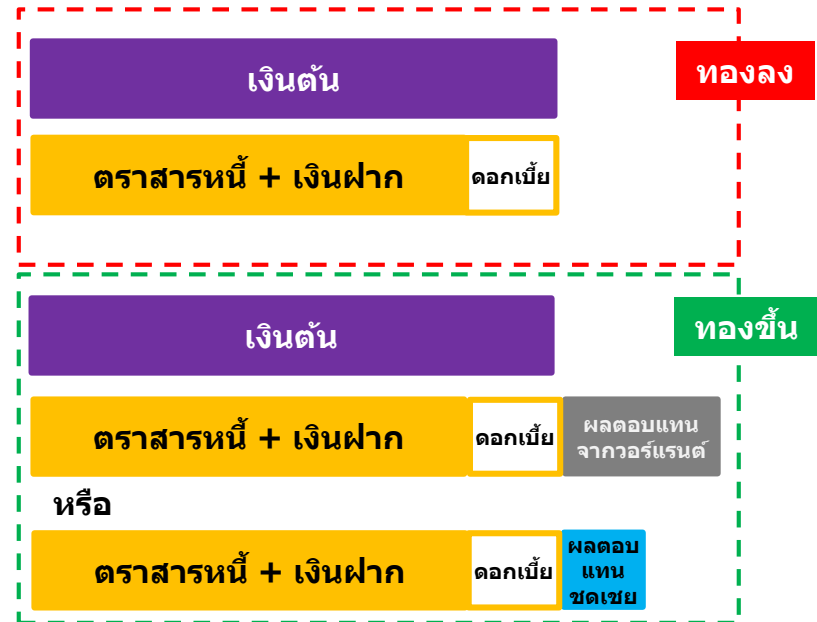 เงินต้น
ทองลง
ตราสารหนี้ + เงินฝาก
ดอกเบี้ย
เงินต้น
ทองขึ้น
ตราสารหนี้ + เงินฝาก
ดอกเบี้ย
ผลตอบแทน
จากวอร์แรนต์
หรือ
ตราสารหนี้ + เงินฝาก
ดอกเบี้ย
ผลตอบ
แทน
ชดเชย